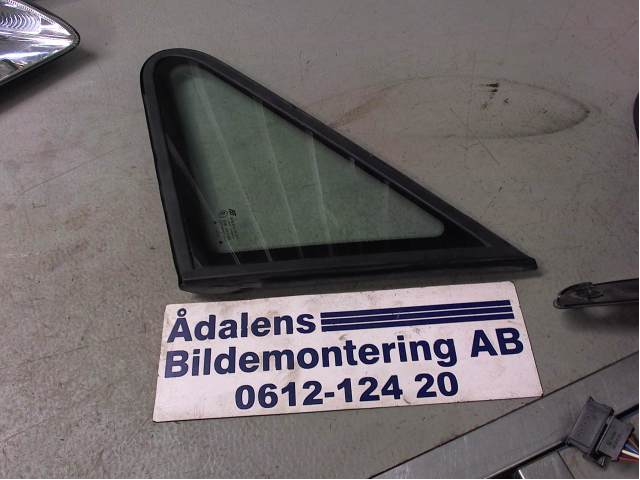 Ådalens
Bildemontering AB
0612-124 20